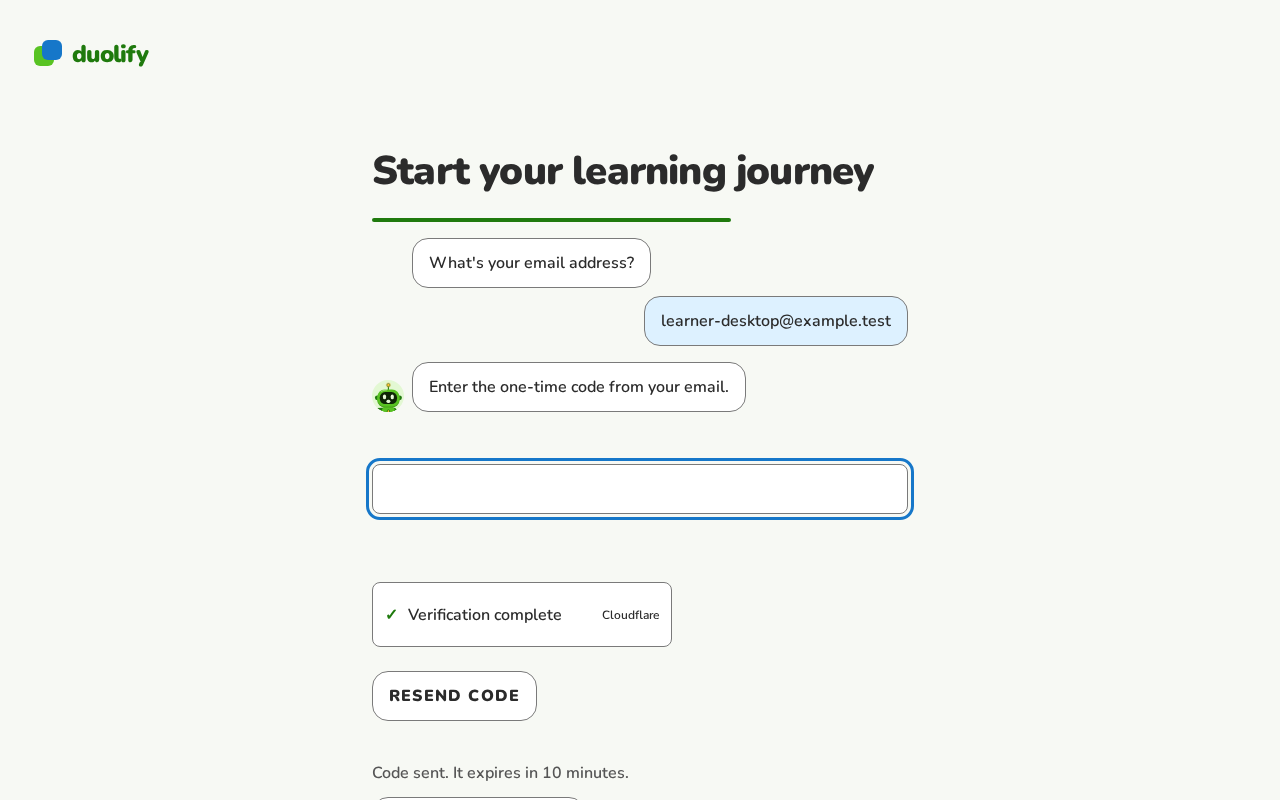 duolify
Start your learning journey
What's your email address?
learner-desktop@example.test
Enter the one-time code from your email.
✓ Verification complete Cloudflare
RESEND CODE
Code sent. It expires in 10 minutes.